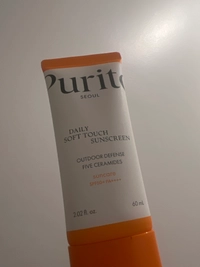 Purito
SEOUL
DAILY
SOFT TOUCH
SUNSCREEN
OUTDOOR DEFENSE
FIVE CERAMIDES
2.02 fl. oz
60 mL